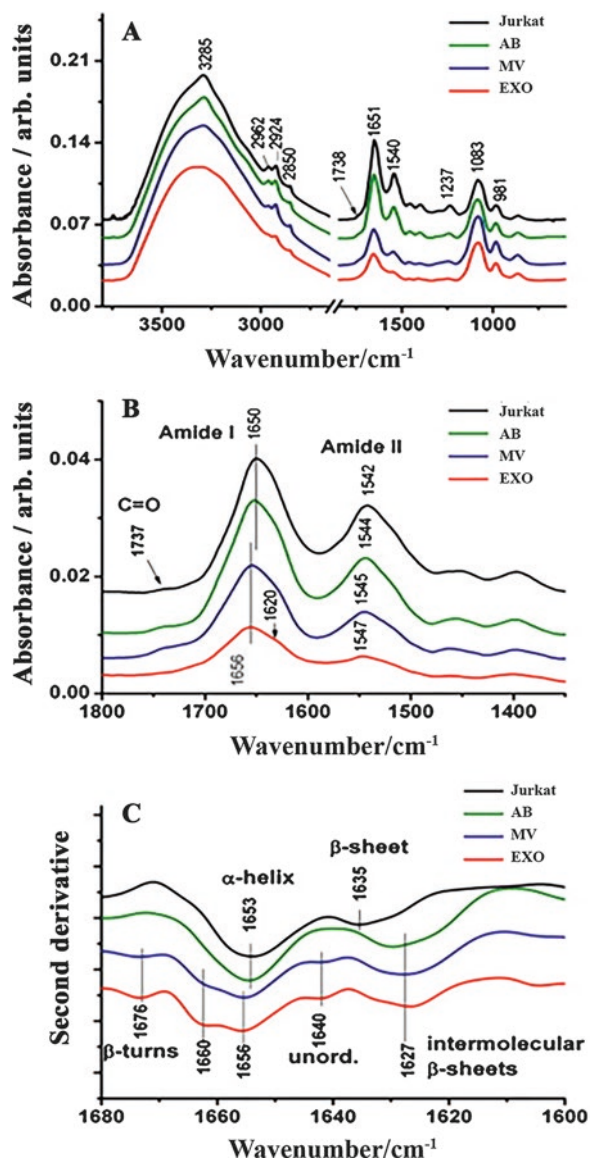 A
Jurkat
AB
MV
EXO
3285
2962
2924
2850
1738
1651
1540
1237
1083
981
0.21
0.14
0.07
0.00
Absorbance / arb. units
3500
3000
1500
1000
Wavenumber/cm-1
B
Jurkat
AB
MV
EXO
Amide I
1650
Amide II
1542
1544
1545
1547
C=O
1737
1620
1656
0.04
0.02
0.00
Absorbance / arb. units
1800
1700
1600
1500
1400
Wavenumber/cm-1
C
Jurkat
AB
MV
EXO
β-sheet
1635
α-helix
1653
1676
β-turns
1660
1656
unord.
1640
1627
intermolecular
β-sheets
Second derivative
1680
1660
1640
1620
1600
Wavenumber/cm-1